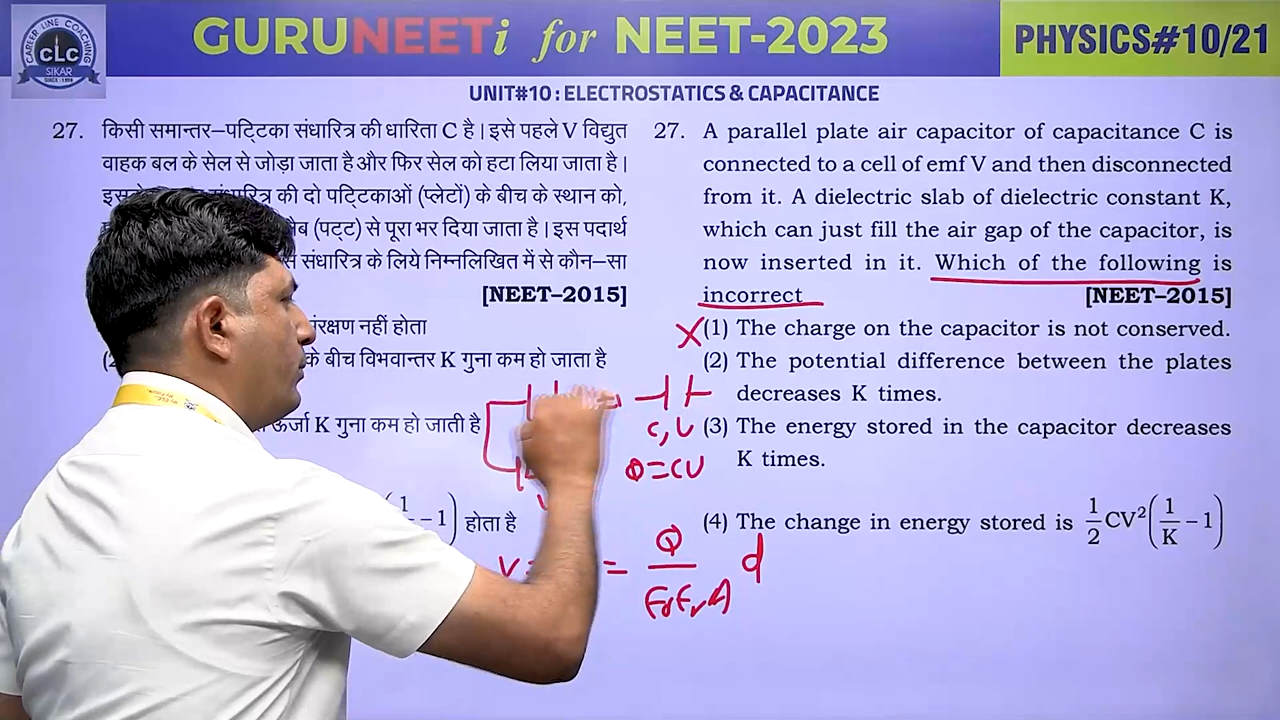 CAREER LINE COACHING
CLC
SIKAR
SINCE : 1996
GURUNEETi for NEET-2023
PHYSICS#10/21
UNIT#10 : ELECTROSTATICS & CAPACITANCE
27. किसी समान्तर–पट्टिका संधारित्र की धारिता C है। इसे पहले V विद्युत
वाहक बल के सेल से जोड़ा जाता है और फिर सेल को हटा लिया जाता है।
संधारित्र की दो पट्टिकाओं (प्लेटों) के बीच के स्थान को,
(पट्ट) से पूरा भर दिया जाता है। इस पदार्थ
संधारित्र के लिये निम्नलिखित में से कौन–सा
[NEET–2015]
नहीं होता
के बीच विभवान्तर K गुना कम हो जाता है
ऊर्जा K गुना कम हो जाती है
1
-1) होता है
27. A parallel plate air capacitor of capacitance C is
connected to a cell of emf V and then disconnected
from it. A dielectric slab of dielectric constant K,
which can just fill the air gap of the capacitor, is
now inserted in it. Which of the following is
incorrect [NEET–2015]
X (1) The charge on the capacitor is not conserved.
(2) The potential difference between the plates
decreases K times.
(3) The energy stored in the capacitor decreases
K times.
(4) The change in energy stored is 1/2 CV²(1/K - 1)
C, V
Q=CV
V = = Q/(ε₀εᵣA) d